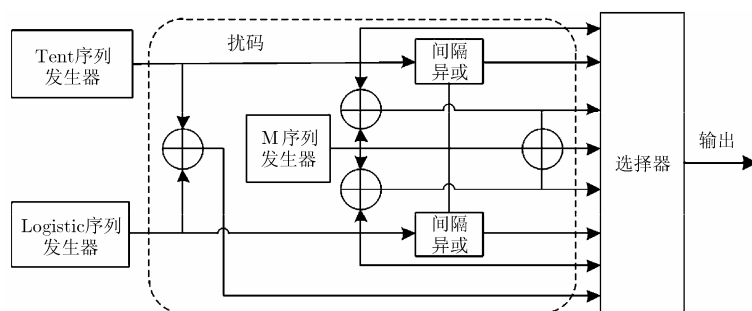 Tent序列
发生器
扰码
间隔
异或
M 序列
发生器
选择器
输出
Logistic序列
发生器
间隔
异或